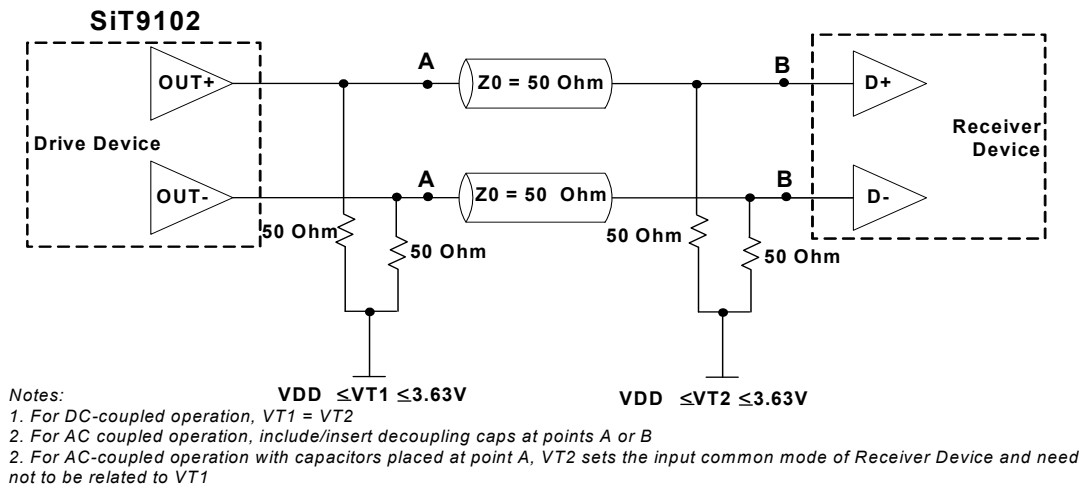 SiT9102
OUT+
A
Z0 = 50 Ohm
B
D+
Drive Device
Receiver
Device
OUT-
A
Z0 = 50 Ohm
B
D-
50 Ohm
50 Ohm
50 Ohm
50 Ohm
VDD ≤VT1 ≤3.63V
VDD ≤VT2 ≤3.63V
Notes:
1. For DC-coupled operation, VT1 = VT2
2. For AC coupled operation, include/insert decoupling caps at points A or B
2. For AC-coupled operation with capacitors placed at point A, VT2 sets the input common mode of Receiver Device and need
not to be related to VT1